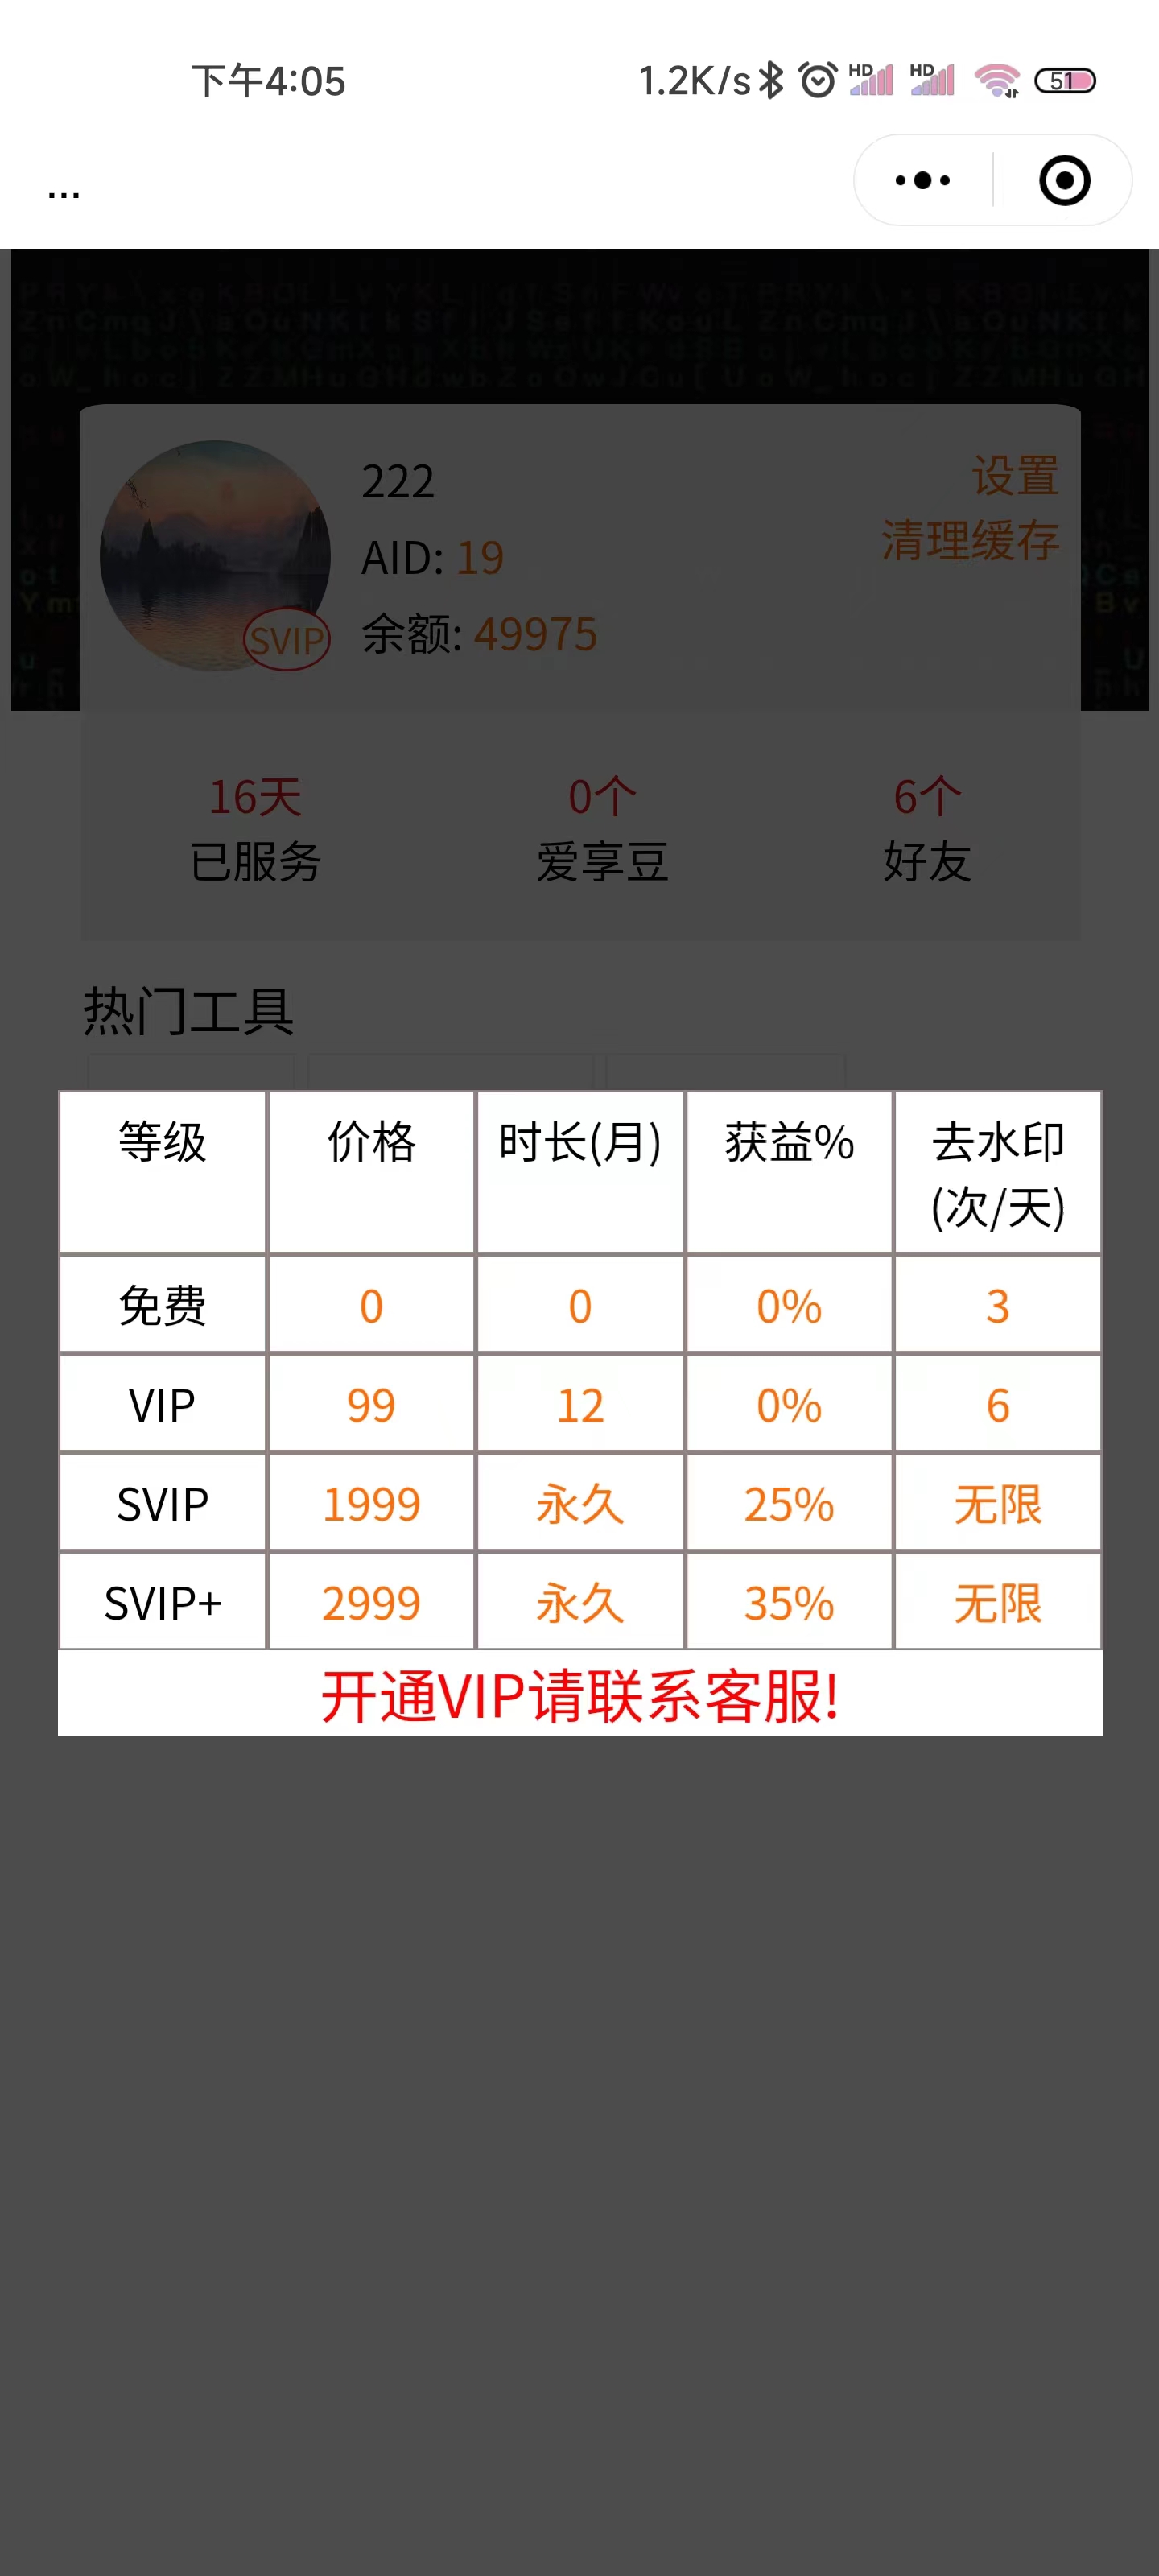 下午4:05
1.2K/s HD HD 51
...
222
设置
AID: 19
清理缓存
SVIP
余额: 49975
16天 0个 6个
已服务 爱享豆 好友
热门工具
等级 价格 时长(月) 获益% 去水印
(次/天)
免费 0 0 0% 3
VIP 99 12 0% 6
SVIP 1999 永久 25% 无限
SVIP+ 2999 永久 35% 无限
开通VIP请联系客服!